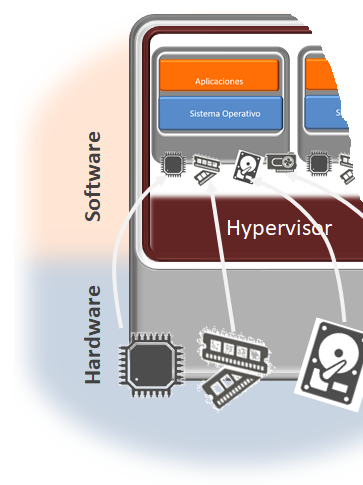 Aplicaciones
Sistema Operativo
Software
Hypervisor
Hardware